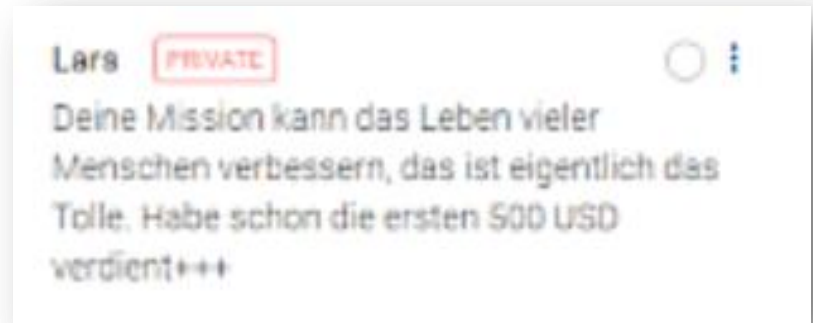 Lars PRIVATE
Deine Mission kann das Leben vieler
Menschen verbessern, das ist eigentlich das
Tolle. Habe schon die ersten 500 USD
verdient+++